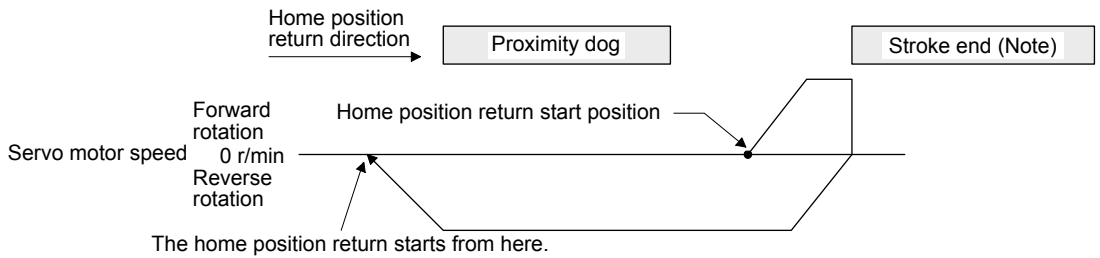 Home position
return direction
Proximity dog
Stroke end (Note)
Forward
rotation
Home position return start position
Servo motor speed
0 r/min
Reverse
rotation
The home position return starts from here.